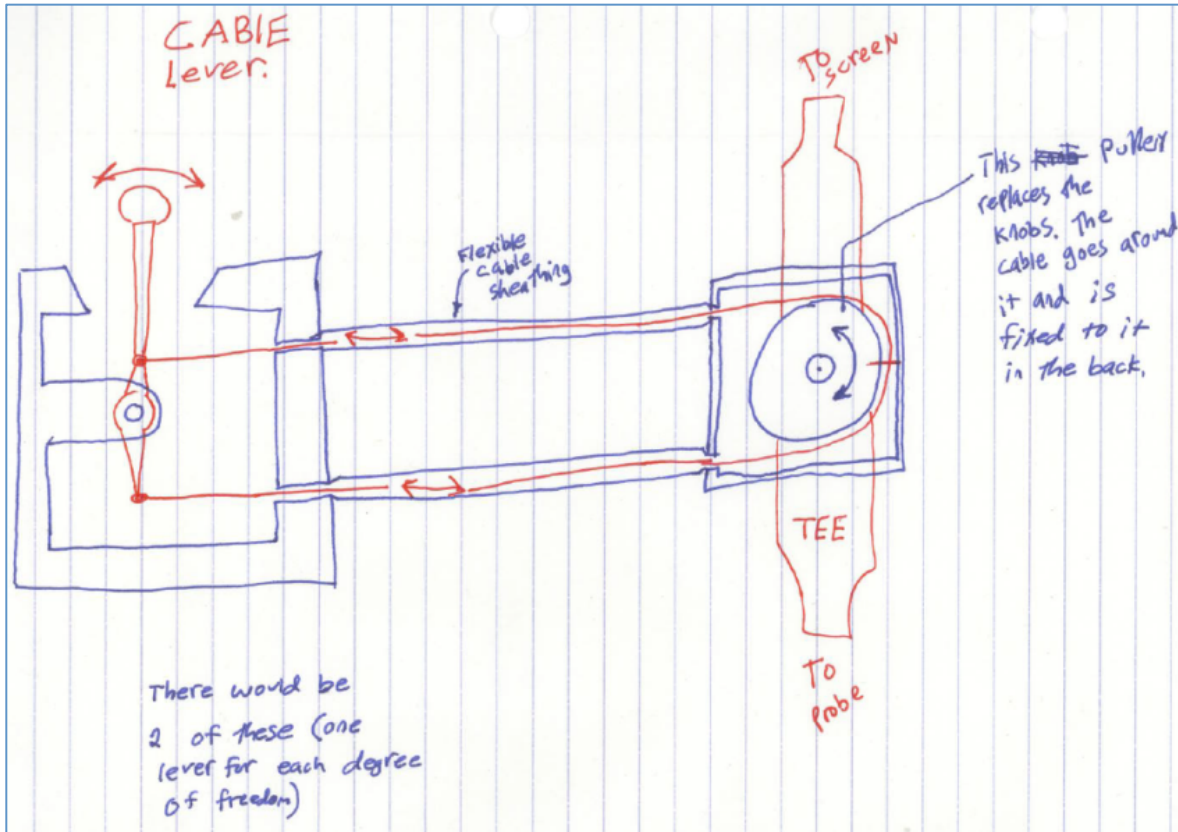 CABLE
Lever.
TO
screen
This pulley
replaces the
knobs. The
cable goes around
it and is
fixed to it
in the back.
Flexible
cable
sheathing
TEE
TO
probe
There would be
2 of these (one
lever for each degree
of freedom)